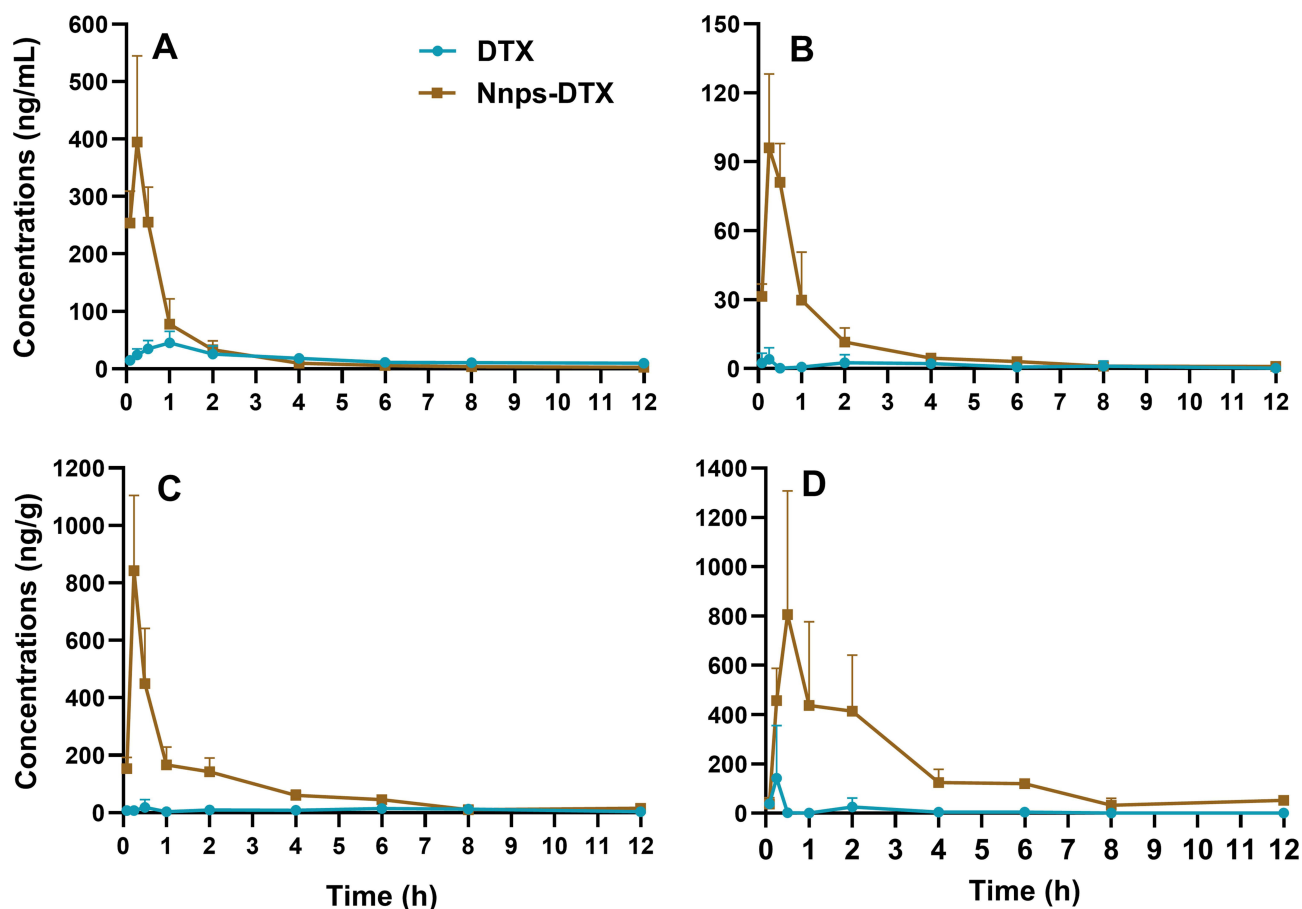 A
DTX
Nnps-DTX
Concentrations (ng/mL)
600
500
400
300
200
100
0
0 1 2 3 4 5 6 7 8 9 10 11 12
B
150
120
90
60
30
0
0 1 2 3 4 5 6 7 8 9 10 11 12
C
Concentrations (ng/g)
1200
1000
800
600
400
200
0
0 1 2 3 4 5 6 7 8 9 10 11 12
Time (h)
D
1400
1200
1000
800
600
400
200
0
0 1 2 3 4 5 6 7 8 9 10 11 12
Time (h)